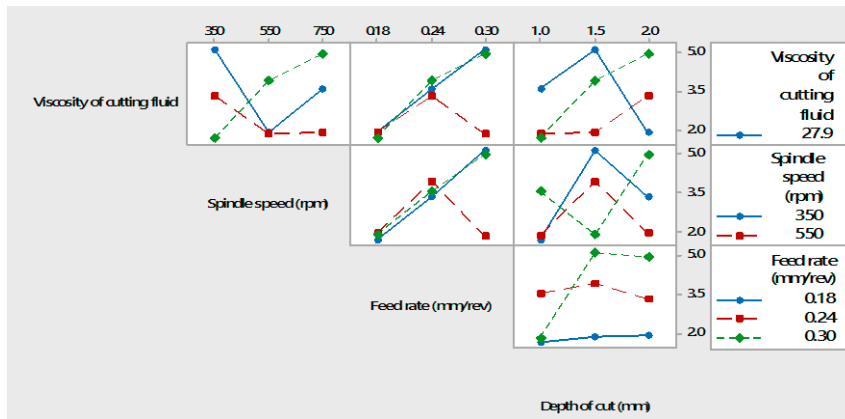 350 550 750 0.18 0.24 0.30 1.0 1.5 2.0
Viscosity of cutting fluid
5.0
3.5
2.0
Viscosity
of
cutting
fluid
27.9
Spindle speed (rpm)
5.0
3.5
2.0
Spindle
speed
(rpm)
350
550
Feed rate (mm/rev)
5.0
3.5
2.0
Feed rate
(mm/rev)
0.18
0.24
0.30
Depth of cut (mm)